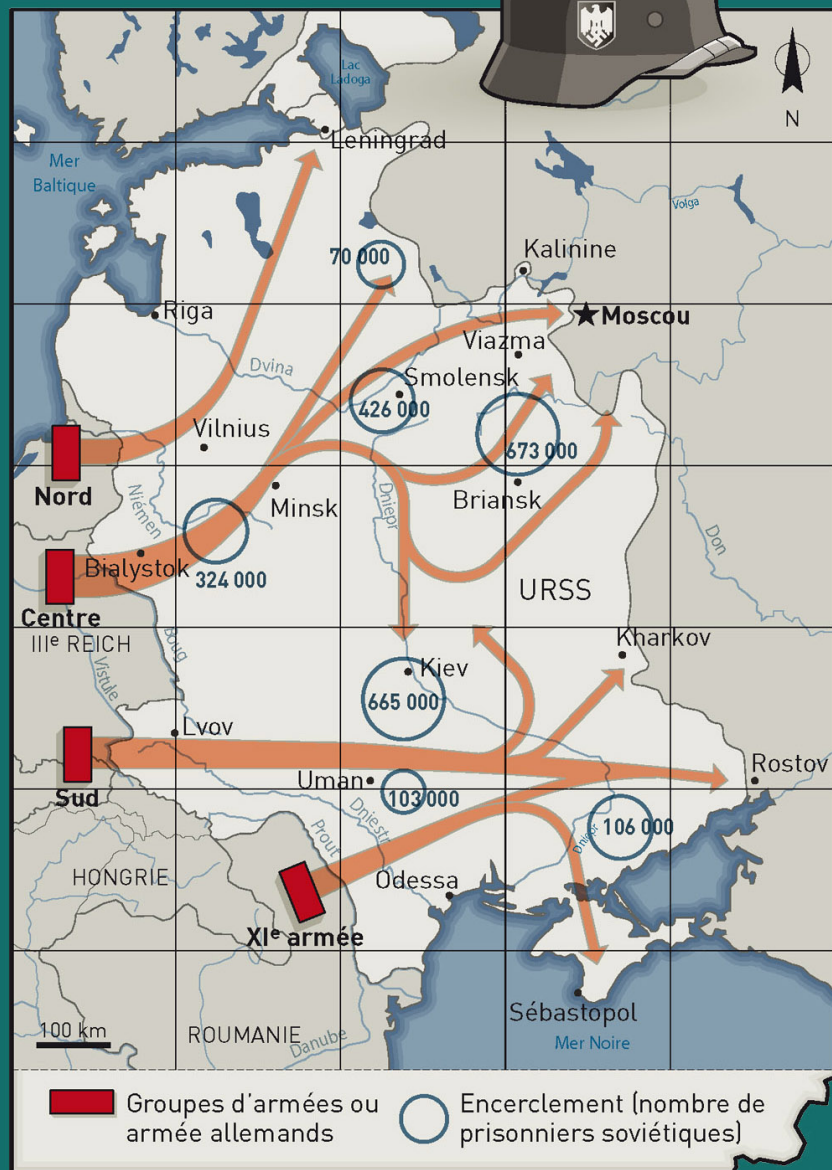 Lac
Ladoga
N
Leningrad
Mer
Baltique
Volga
70 000
Kalinine
Riga
Moscou
Viazma
Dvina
Smolensk
426 000
Vilnius
673 000
Nord
Niémen
Minsk
Dniepr
Briansk
Don
Bialystok
324 000
URSS
Centre
IIIe REICH
Boug
Vistule
Kharkov
Kiev
665 000
Lvov
Rostov
Uman
Sud
103 000
Dniestr
Dniepr
106 000
Prout
HONGRIE
Odessa
XIe armée
Sébastopol
100 km
ROUMANIE
Danube
Mer Noire
Groupes d'armées ou
armée allemands
Encerclement (nombre de
prisonniers soviétiques)